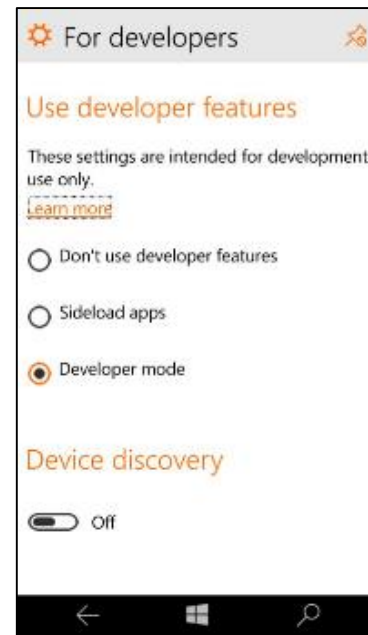 For developers
Use developer features
These settings are intended for development
use only.
Learn more
Don't use developer features
Sideload apps
Developer mode
Device discovery
Off